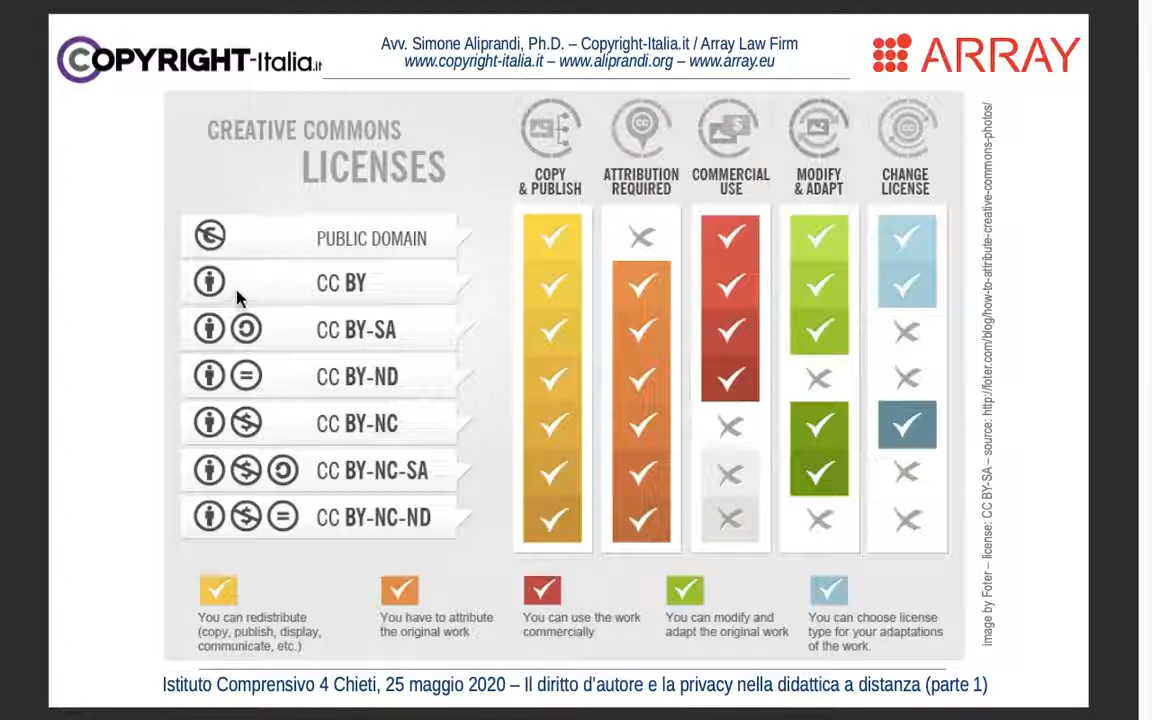 COPYRIGHT-Italia.it
Avv. Simone Aliprandi, Ph.D. – Copyright-Italia.it / Array Law Firm
www.copyright-italia.it – www.aliprandi.org – www.array.eu
ARRAY
CREATIVE COMMONS
LICENSES
COPY
& PUBLISH
ATTRIBUTION
REQUIRED
COMMERCIAL
USE
MODIFY
& ADAPT
CHANGE
LICENSE
PUBLIC DOMAIN
CC BY
CC BY-SA
CC BY-ND
CC BY-NC
CC BY-NC-SA
CC BY-NC-ND
You can redistribute
(copy, publish, display,
communicate, etc.)
You have to attribute
the original work
You can use the work
commercially
You can modify and
adapt the original work
You can choose license
type for your adaptations
of the work.
image by Foter – license: CC BY-SA – source: http://foter.com/blog/how-to-attribute-creative-commons-photos/
Istituto Comprensivo 4 Chieti, 25 maggio 2020 – Il diritto d'autore e la privacy nella didattica a distanza (parte 1)